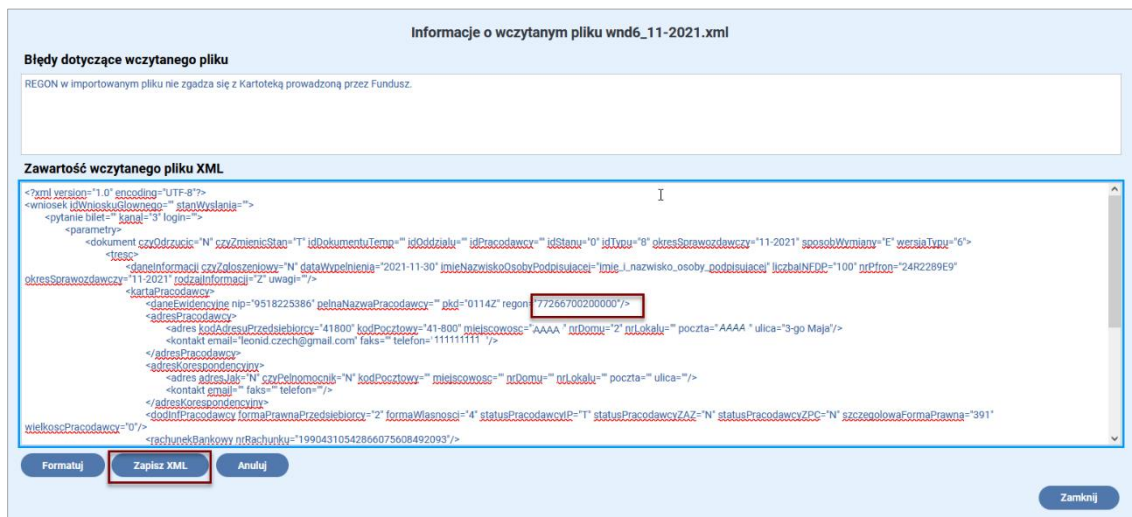 Informacje o wczytanym pliku wnd6_11-2021.xml
Błędy dotyczące wczytanego pliku
REGON w importowanym pliku nie zgadza się z Kartoteką prowadzoną przez Fundusz.
Zawartość wczytanego pliku XML
<?xml version="1.0" encoding="UTF-8"?>
<wniosek idWnioskuGlownego="" stanWyslania="">
<pytanie bilet="" kanal="3" login="">
<parametry>
<dokument czyOdrzucic="N" czyZmienicStan="T" idDokumentuTemp="" idOddzialu="" idPracodawcy="" idStanu="0" idTypu="8" okresSprawozdawczy="11-2021" sposobWymiany="E" wersjaTypu="6">
<tresc>
<daneInformacji czyZgloszeniowy="N" dataWypelnienia="2021-11-30" imieNazwiskoOsobyPodpisujacej="imie_i_nazwisko_osoby_podpisujacej" liczbaINFDP="100" nrPfron="24R2289E9"
okresSprawozdawczy="11-2021" rodzajInformacji="Z" uwagi=""/>
<kartaPracodawcy>
<daneEwidencyjne nip="9518225386" pelnaNazwaPracodawcy="" pkd="0114Z" regon="77266700200000"/>
<adresPracodawcy>
<adres kodAdresuPrzedsiebiorcy="41800" kodPocztowy="41-800" miejscowosc="AAAA " nrDomu="2" nrLokalu="" poczta="AAAA " ulica="3-go Maja"/>
<kontakt email="leonid.czech@gmail.com" faks="" telefon='111111111 '/>
</adresPracodawcy>
<adresKorespondencyjny>
<adres adresJak="N" czyPelnomocnik="N" kodPocztowy="" miejscowosc="" nrDomu="" nrLokalu="" poczta="" ulica=""/>
<kontakt email="" faks="" telefon=""/>
</adresKorespondencyjny>
<dodInfPracodawcy formaPrawnaPrzedsiebiorcy="2" formaWlasnosci="4" statusPracodawcyIP="T" statusPracodawcyZAZ="N" statusPracodawcyZPC="N" szczegolowaFormaPrawna="391"
wielkoscPracodawcy="0"/>
<rachunekBankowy nrRachunku="19904310542866075608492093"/>
Formatuj Zapisz XML Anuluj
Zamknij